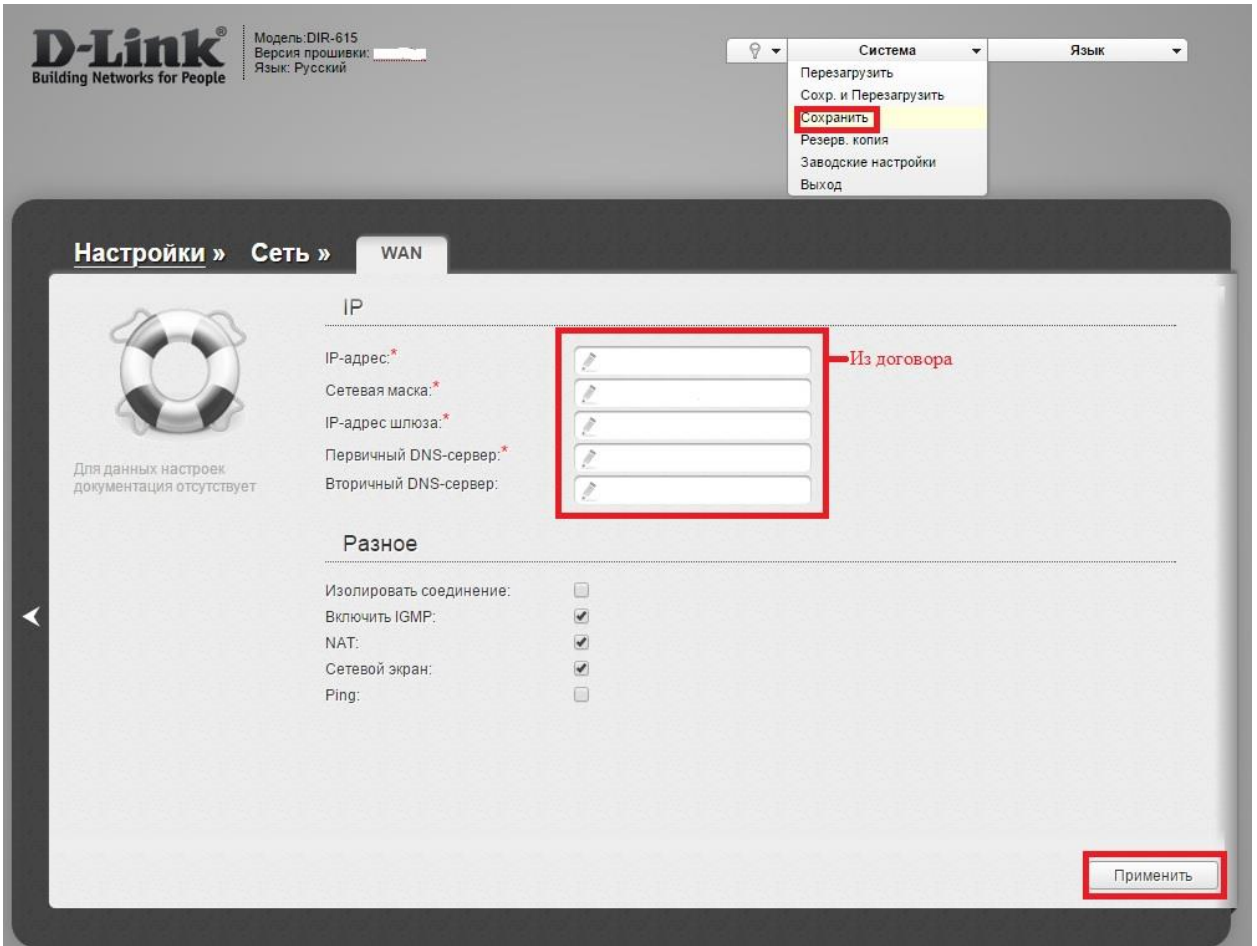 D-Link®
Building Networks for People
Модель:DIR-615
Версия прошивки:
Язык: Русский
Система
Язык
Перезагрузить
Сохр. и Перезагрузить
Сохранить
Резерв. копия
Заводские настройки
Выход
Настройки » Сеть » WAN
Для данных настроек
документация отсутствует
IP
IP-адрес:*
Из договора
Сетевая маска:*
IP-адрес шлюза:*
Первичный DNS-сервер:*
Вторичный DNS-сервер:
Разное
Изолировать соединение:
Включить IGMP:
NAT:
Сетевой экран:
Ping:
Применить